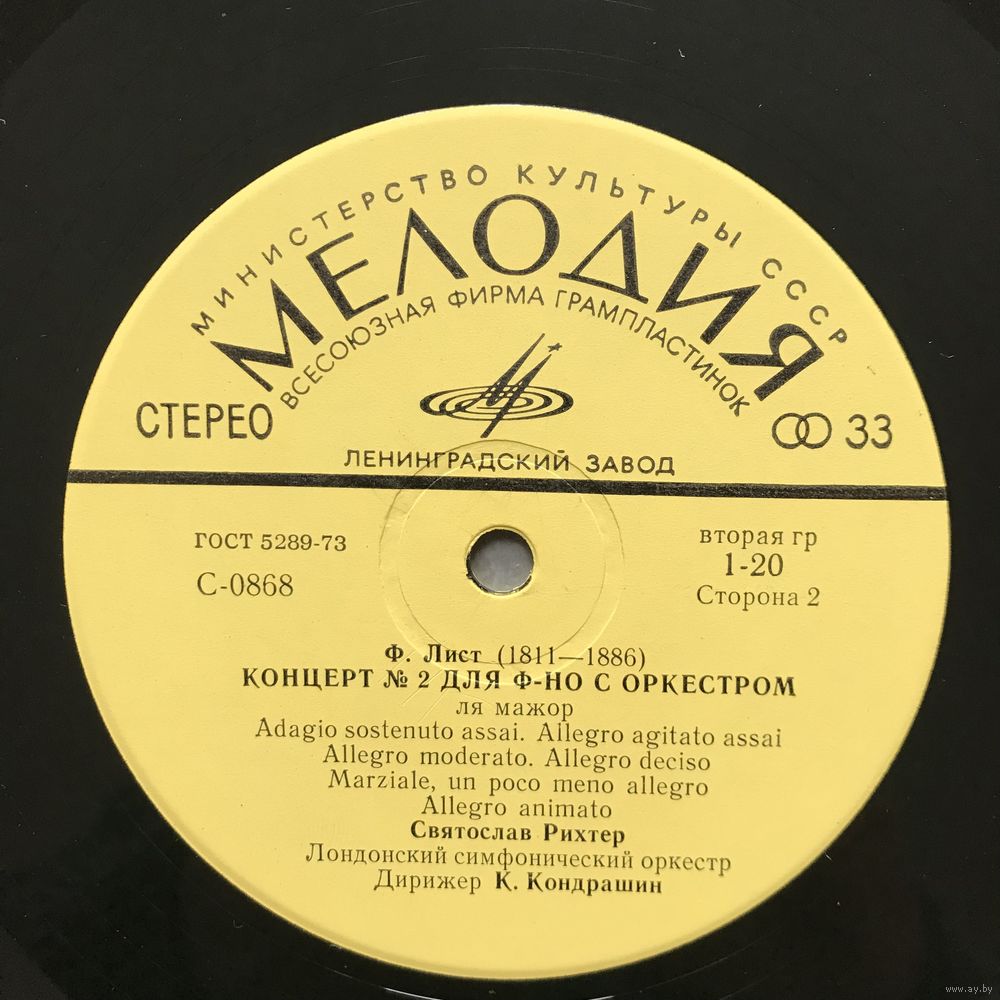 МИНИСТЕРСТВО КУЛЬТУРЫ СССР
МЕЛОДИЯ
ВСЕСОЮЗНАЯ ФИРМА ГРАМПЛАСТИНОК
СТЕРЕО
33
ЛЕНИНГРАДСКИЙ ЗАВОД
ГОСТ 5289-73
С-0868
вторая гр
1-20
Сторона 2
Ф. Лист (1811—1886)
КОНЦЕРТ № 2 ДЛЯ Ф-НО С ОРКЕСТРОМ
ля мажор
Adagio sostenuto assai. Allegro agitato assai
Allegro moderato. Allegro deciso
Marziale, un poco meno allegro
Allegro animato
Святослав Рихтер
Лондонский симфонический оркестр
Дирижер К. Кондрашин
www.ay.by